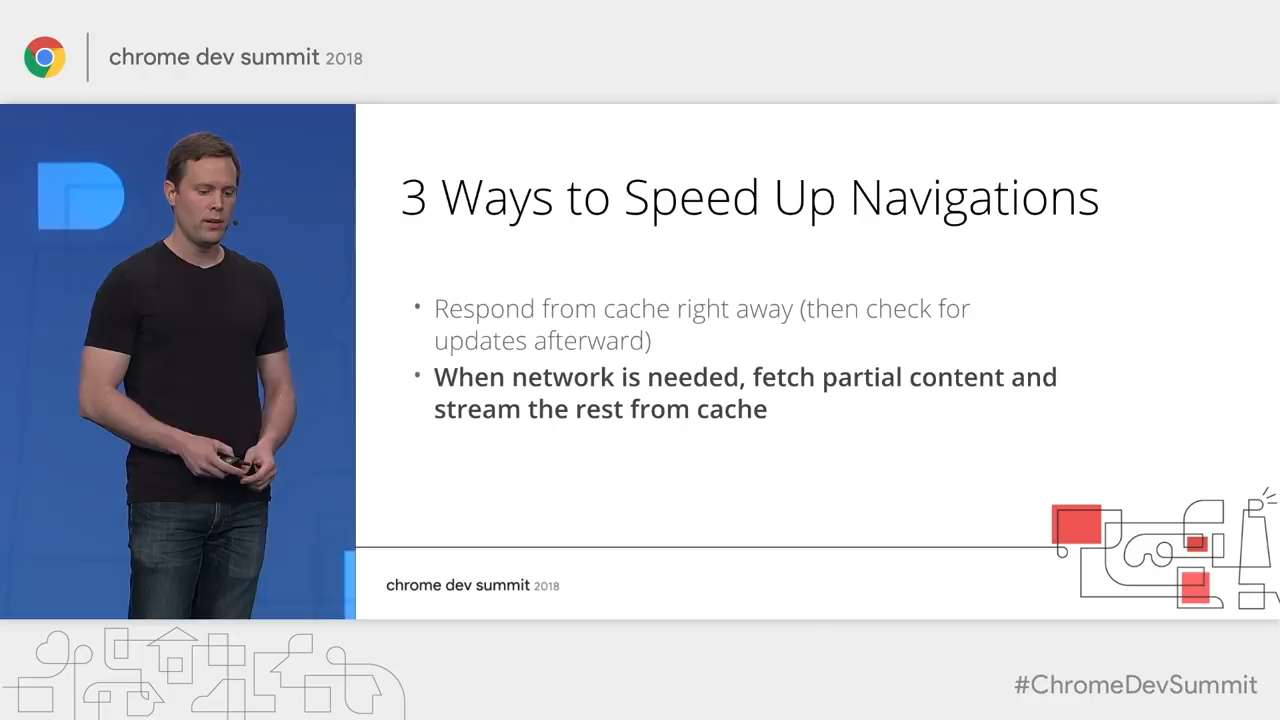 chrome dev summit 2018
3 Ways to Speed Up Navigations
• Respond from cache right away (then check for
updates afterward)
• When network is needed, fetch partial content and
stream the rest from cache
chrome dev summit 2018
#ChromeDevSummit